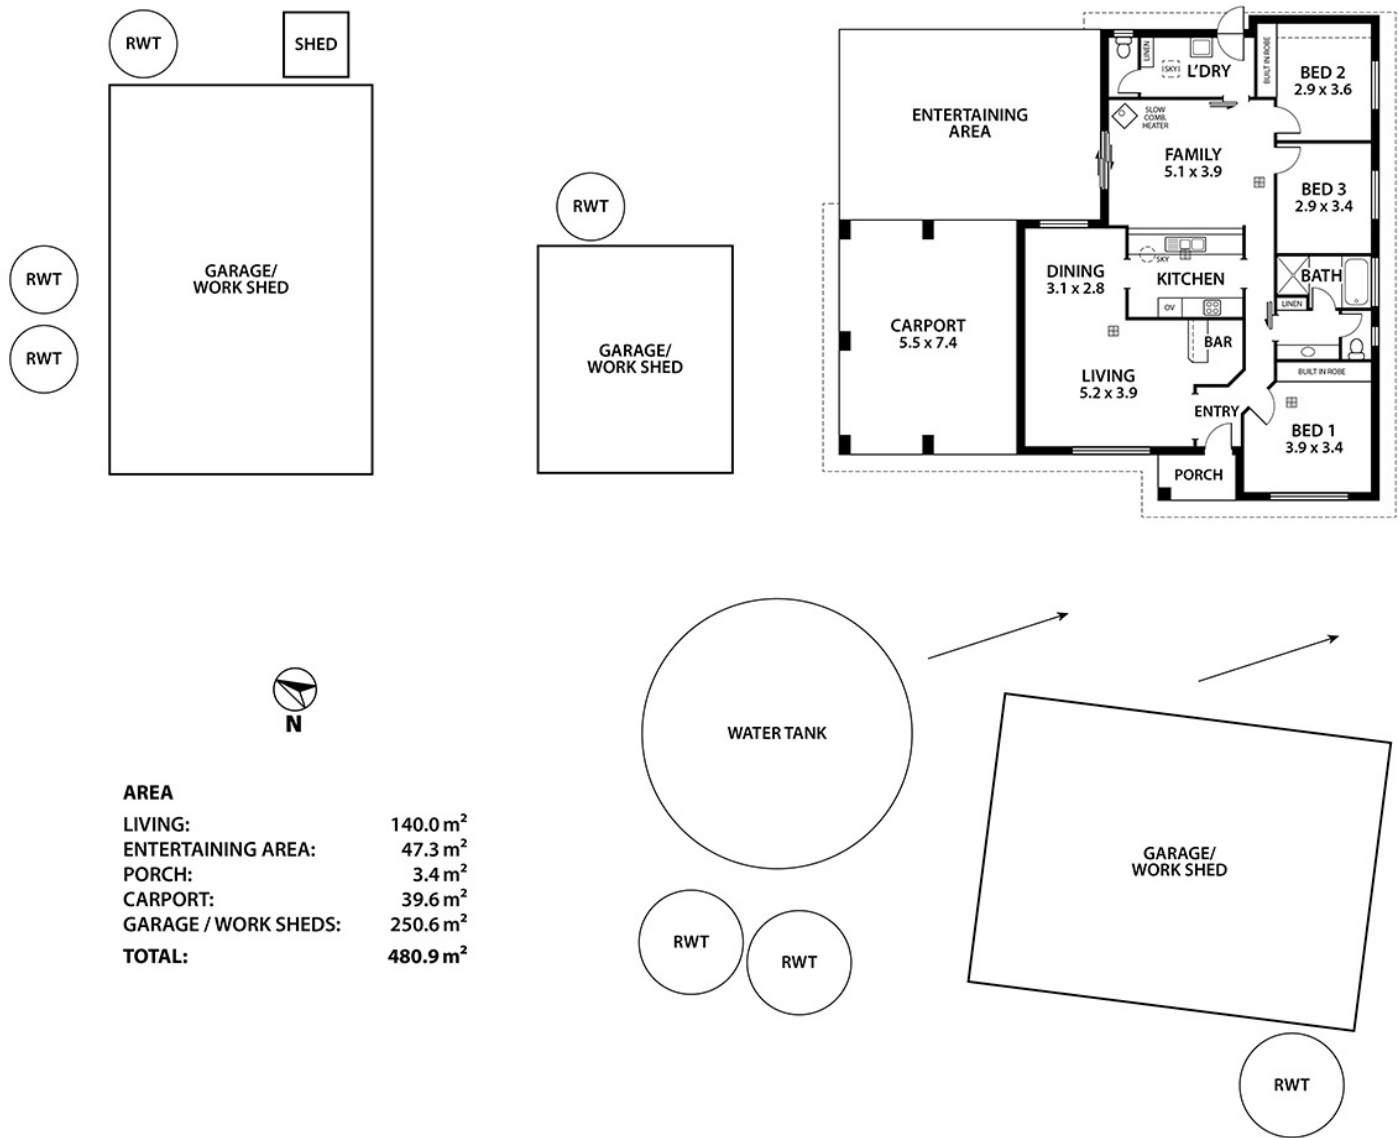 RWT
SHED
GARAGE/
WORK SHED
RWT
RWT
RWT
GARAGE/
WORK SHED
ENTERTAINING
AREA
LINEN
SKY
L'DRY
BUILT IN ROBE
BED 2
2.9 x 3.6
SLOW
COMB.
HEATER
FAMILY
5.1 x 3.9
BED 3
2.9 x 3.4
DINING
3.1 x 2.8
SKY
KITCHEN
OV
BATH
LINEN
CARPORT
5.5 x 7.4
BAR
LIVING
5.2 x 3.9
BUILT IN ROBE
ENTRY
BED 1
3.9 x 3.4
PORCH
N
AREA
LIVING: 140.0 m²
ENTERTAINING AREA: 47.3 m²
PORCH: 3.4 m²
CARPORT: 39.6 m²
GARAGE / WORK SHEDS: 250.6 m²
TOTAL: 480.9 m²
WATER TANK
RWT
RWT
GARAGE/
WORK SHED
RWT